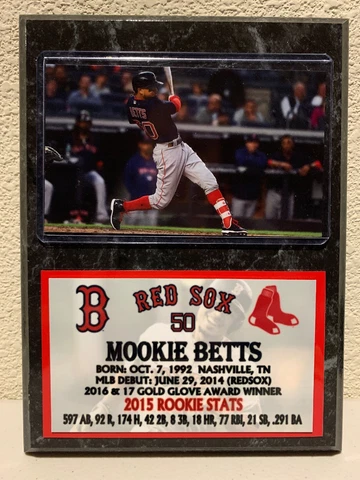 BETTS
50
B RED SOX
50
MOOKIE BETTS
BORN: OCT. 7, 1992 NASHVILLE, TN
MLB DEBUT: JUNE 29, 2014 (REDSOX)
2016 & 17 GOLD GLOVE AWARD WINNER
2015 ROOKIE STATS
597 AB, 92 R, 174 H, 42 2B, 8 3B, 18 HR, 77 RBI, 21 SB, .291 BA